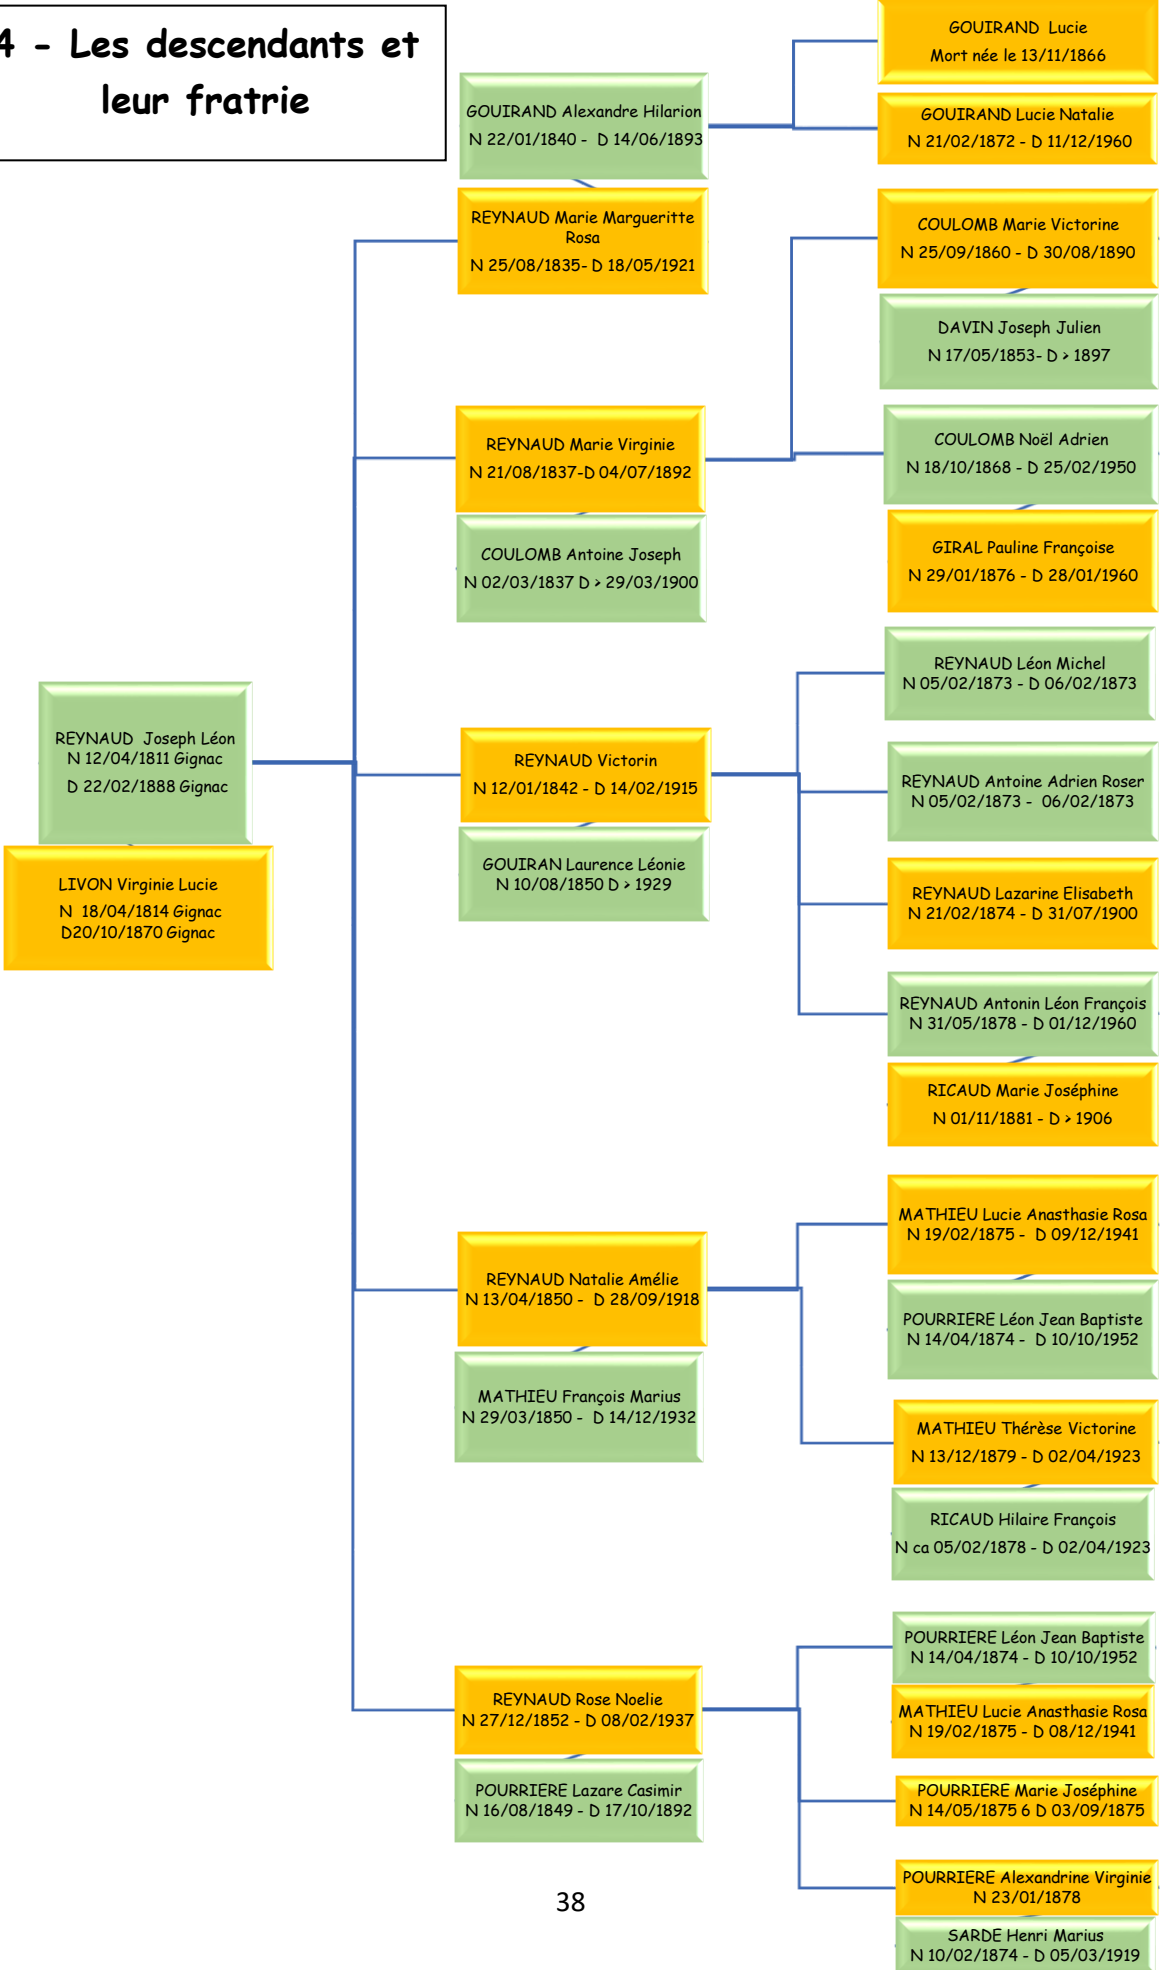 4 - Les descendants et
leur fratrie
REYNAUD Joseph Léon
N 12/04/1811 Gignac
D 22/02/1888 Gignac
LIVON Virginie Lucie
N 18/04/1814 Gignac
D20/10/1870 Gignac
GOUIRAND Alexandre Hilarion
N 22/01/1840 - D 14/06/1893
REYNAUD Marie Margueritte
Rosa
N 25/08/1835- D 18/05/1921
REYNAUD Marie Virginie
N 21/08/1837-D 04/07/1892
COULOMB Antoine Joseph
N 02/03/1837 D > 29/03/1900
REYNAUD Victorin
N 12/01/1842 - D 14/02/1915
GOUIRAN Laurence Léonie
N 10/08/1850 D > 1929
REYNAUD Natalie Amélie
N 13/04/1850 - D 28/09/1918
MATHIEU François Marius
N 29/03/1850 - D 14/12/1932
REYNAUD Rose Noelie
N 27/12/1852 - D 08/02/1937
POURRIERE Lazare Casimir
N 16/08/1849 - D 17/10/1892
GOUIRAND Lucie
Mort née le 13/11/1866
GOUIRAND Lucie Natalie
N 21/02/1872 - D 11/12/1960
COULOMB Marie Victorine
N 25/09/1860 - D 30/08/1890
DAVIN Joseph Julien
N 17/05/1853- D > 1897
COULOMB Noël Adrien
N 18/10/1868 - D 25/02/1950
GIRAL Pauline Françoise
N 29/01/1876 - D 28/01/1960
REYNAUD Léon Michel
N 05/02/1873 - D 06/02/1873
REYNAUD Antoine Adrien Roser
N 05/02/1873 - 06/02/1873
REYNAUD Lazarine Elisabeth
N 21/02/1874 - D 31/07/1900
REYNAUD Antonin Léon François
N 31/05/1878 - D 01/12/1960
RICAUD Marie Joséphine
N 01/11/1881 - D > 1906
MATHIEU Lucie Anasthasie Rosa
N 19/02/1875 - D 09/12/1941
POURRIERE Léon Jean Baptiste
N 14/04/1874 - D 10/10/1952
MATHIEU Thérèse Victorine
N 13/12/1879 - D 02/04/1923
RICAUD Hilaire François
N ca 05/02/1878 - D 02/04/1923
POURRIERE Léon Jean Baptiste
N 14/04/1874 - D 10/10/1952
MATHIEU Lucie Anasthasie Rosa
N 19/02/1875 - D 08/12/1941
POURRIERE Marie Joséphine
N 14/05/1875 6 D 03/09/1875
POURRIERE Alexandrine Virginie
N 23/01/1878
SARDE Henri Marius
N 10/02/1874 - D 05/03/1919
38